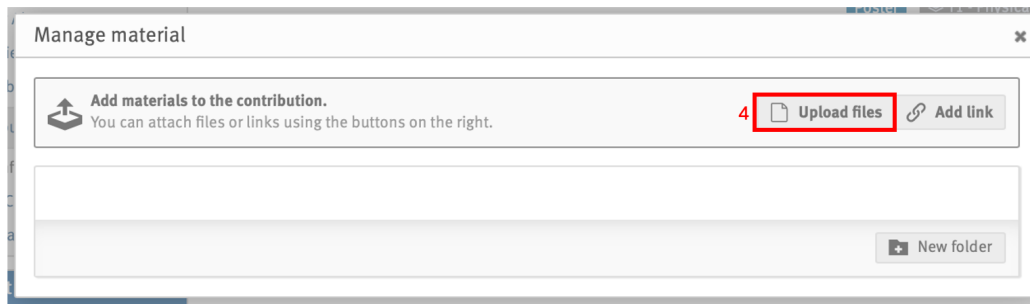 Poster
Manage material
Add materials to the contribution.
You can attach files or links using the buttons on the right.
4 Upload files Add link
New folder